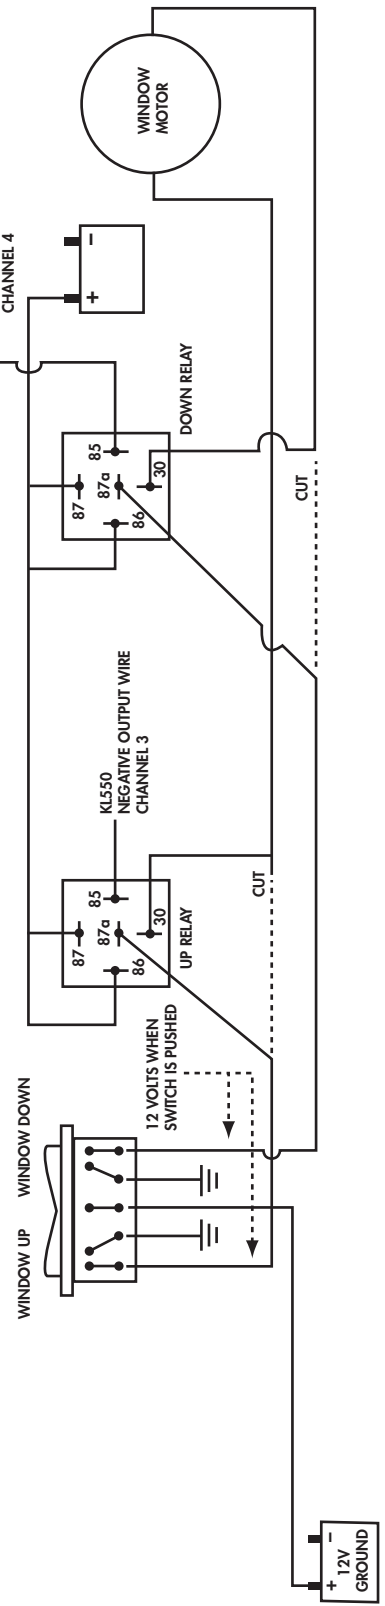 WINDOW UP
WINDOW DOWN
12 VOLTS WHEN
SWITCH IS PUSHED
87
87a
85
86
30
UP RELAY
CUT
KL550
NEGATIVE OUTPUT WIRE
CHANNEL 3
87
87a
85
86
30
DOWN RELAY
CUT
CHANNEL 4
+
–
WINDOW
MOTOR
+
–
12V
GROUND